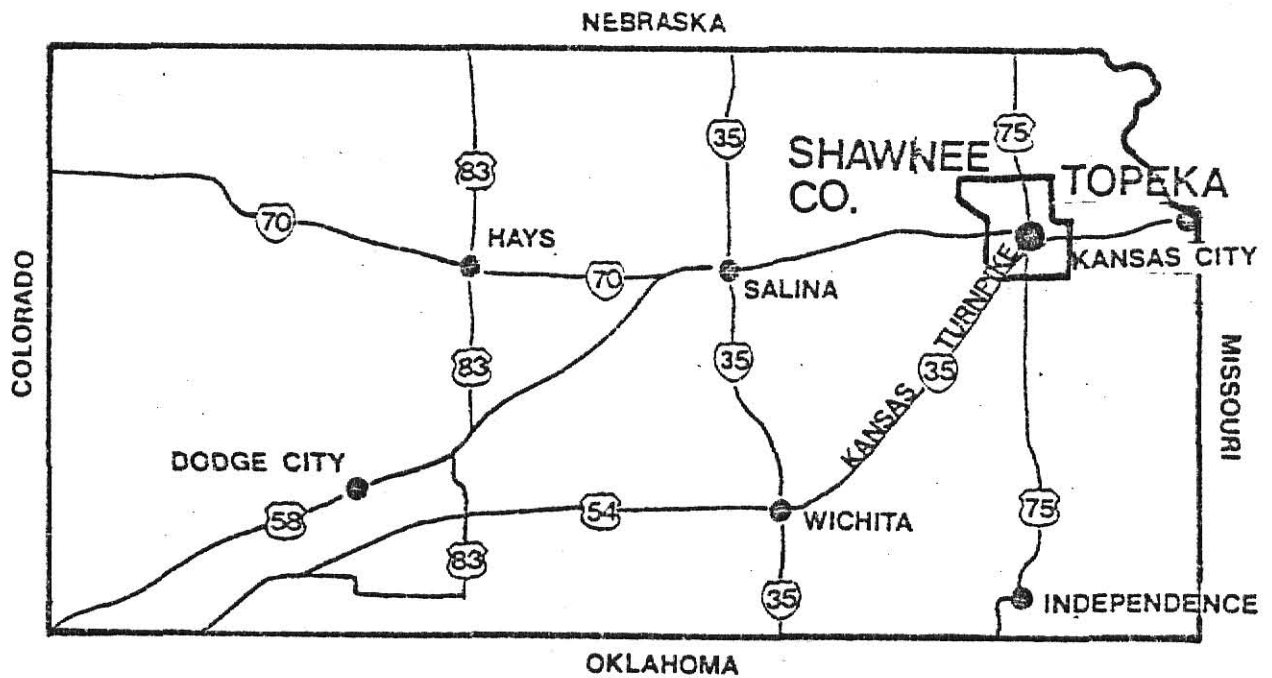 NEBRASKA
35
75
SHAWNEE
CO.
TOPEKA
83
70
HAYS
KANSAS CITY
70
SALINA
COLORADO
83
35
KANSAS TURNPIKE
35
MISSOURI
DODGE CITY
58
54
WICHITA
75
83
35
INDEPENDENCE
OKLAHOMA